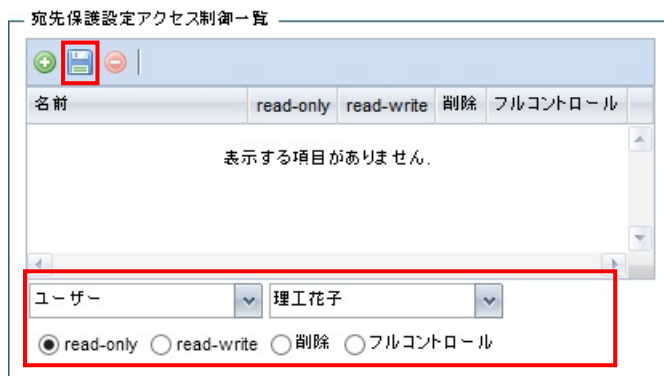 宛先保護設定アクセス制御一覧
名前 read-only read-write 削除 フルコントロール
表示する項目がありません.
ユーザー 理工花子
read-only read-write 削除 フルコントロール